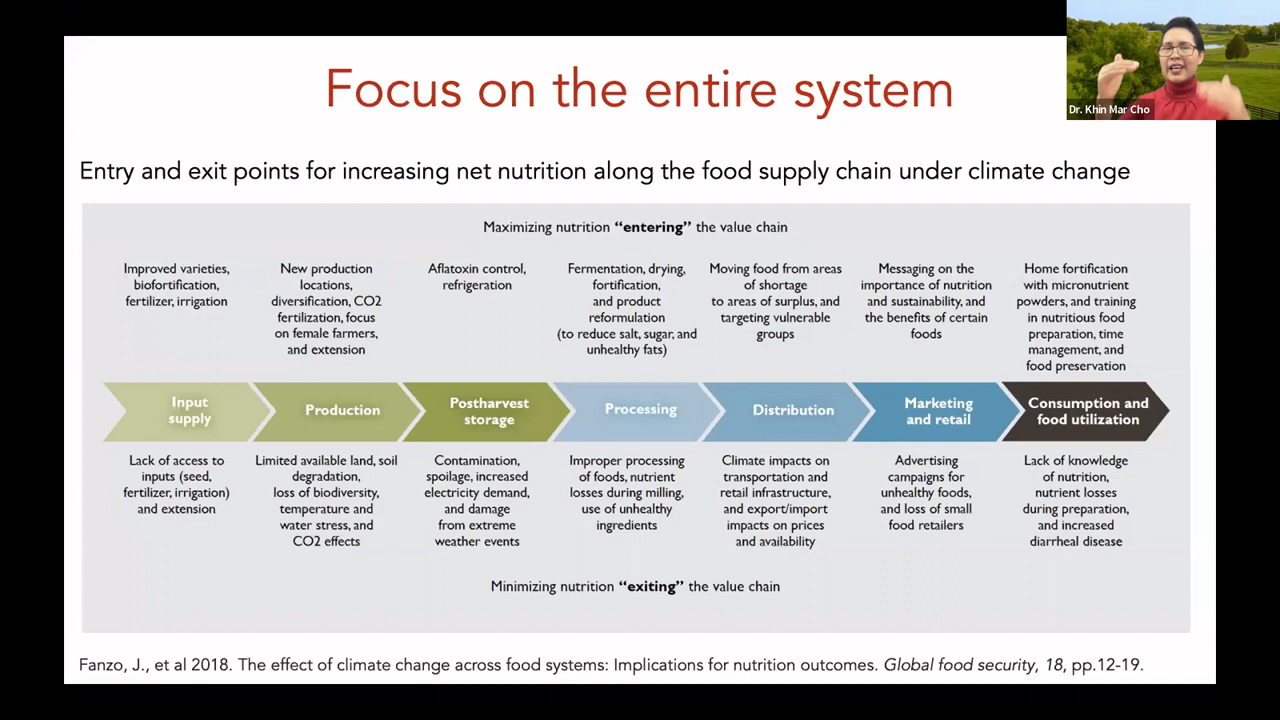 Focus on the entire system
Dr. Khin Mar Cho
Entry and exit points for increasing net nutrition along the food supply chain under climate change
Maximizing nutrition “entering” the value chain
Improved varieties,
biofortification,
fertilizer, irrigation
New production
locations,
diversification, CO2
fertilization, focus
on female farmers,
and extension
Aflatoxin control,
refrigeration
Fermentation, drying,
fortification,
and product
reformulation
(to reduce salt, sugar, and
unhealthy fats)
Moving food from areas
of shortage
to areas of surplus, and
targeting vulnerable
groups
Messaging on the
importance of nutrition
and sustainability, and
the benefits of certain
foods
Home fortification
with micronutrient
powders, and training
in nutritious food
preparation, time
management, and
food preservation
Input
supply
Production
Postharvest
storage
Processing
Distribution
Marketing
and retail
Consumption and
food utilization
Lack of access to
inputs (seed,
fertilizer, irrigation)
and extension
Limited available land, soil
degradation,
loss of biodiversity,
temperature and
water stress, and
CO2 effects
Contamination,
spoilage, increased
electricity demand,
and damage
from extreme
weather events
Improper processing
of foods, nutrient
losses during milling,
use of unhealthy
ingredients
Climate impacts on
transportation and
retail infrastructure,
and export/import
impacts on prices
and availability
Advertising
campaigns for
unhealthy foods,
and loss of small
food retailers
Lack of knowledge
of nutrition,
nutrient losses
during preparation,
and increased
diarrheal disease
Minimizing nutrition “exiting” the value chain
Fanzo, J., et al 2018. The effect of climate change across food systems: Implications for nutrition outcomes. Global food security, 18, pp.12-19.